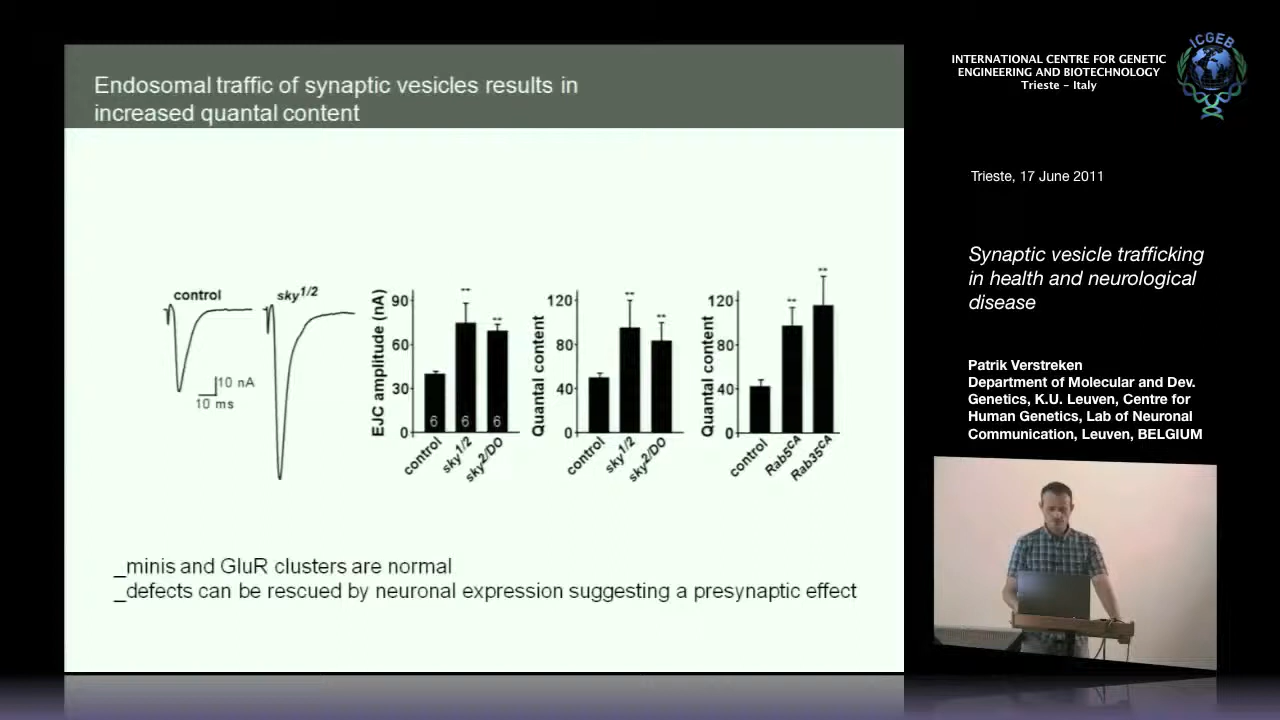 Endosomal traffic of synaptic vesicles results in
increased quantal content
control
sky1/2
10 nA
10 ms
EJC amplitude (nA)
90
60
30
0
6
6
6
control
sky1/2
sky2/DO
Quantal content
120
80
40
0
control
sky1/2
sky2/DO
Quantal content
120
80
40
0
control
Rab5CA
Rab35CA
** ** ** ** ** **
_minis and GluR clusters are normal
_defects can be rescued by neuronal expression suggesting a presynaptic effect
INTERNATIONAL CENTRE FOR GENETIC
ENGINEERING AND BIOTECHNOLOGY
Trieste - Italy
ICGEB
Trieste, 17 June 2011
Synaptic vesicle trafficking
in health and neurological
disease
Patrik Verstreken
Department of Molecular and Dev.
Genetics, K.U. Leuven, Centre for
Human Genetics, Lab of Neuronal
Communication, Leuven, BELGIUM